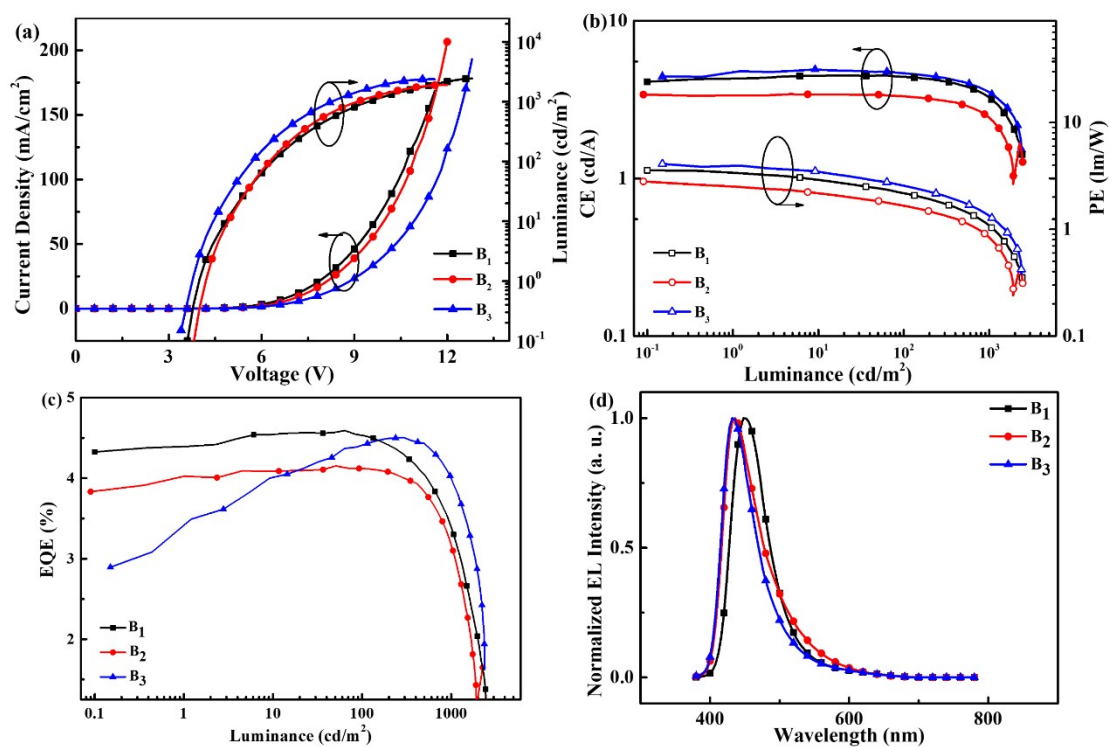 (a)
200
175
150
125
100
75
50
25
0
Current Density (mA/cm²)
10⁴
10³
10²
10¹
10⁰
10⁻¹
Luminance (cd/m²)
B₁
B₂
B₃
0 3 6 9 12
Voltage (V)
(b)
10
1
0.1
CE (cd/A)
10
1
0.1
PE (lm/W)
B₁
B₂
B₃
10⁻¹ 10⁰ 10¹ 10² 10³
Luminance (cd/m²)
(c)
5
4
3
2
EQE (%)
B₁
B₂
B₃
0.1 1 10 100 1000
Luminance (cd/m²)
(d)
1.0
0.5
0.0
Normalized EL Intensity (a. u.)
B₁
B₂
B₃
400 600 800
Wavelength (nm)